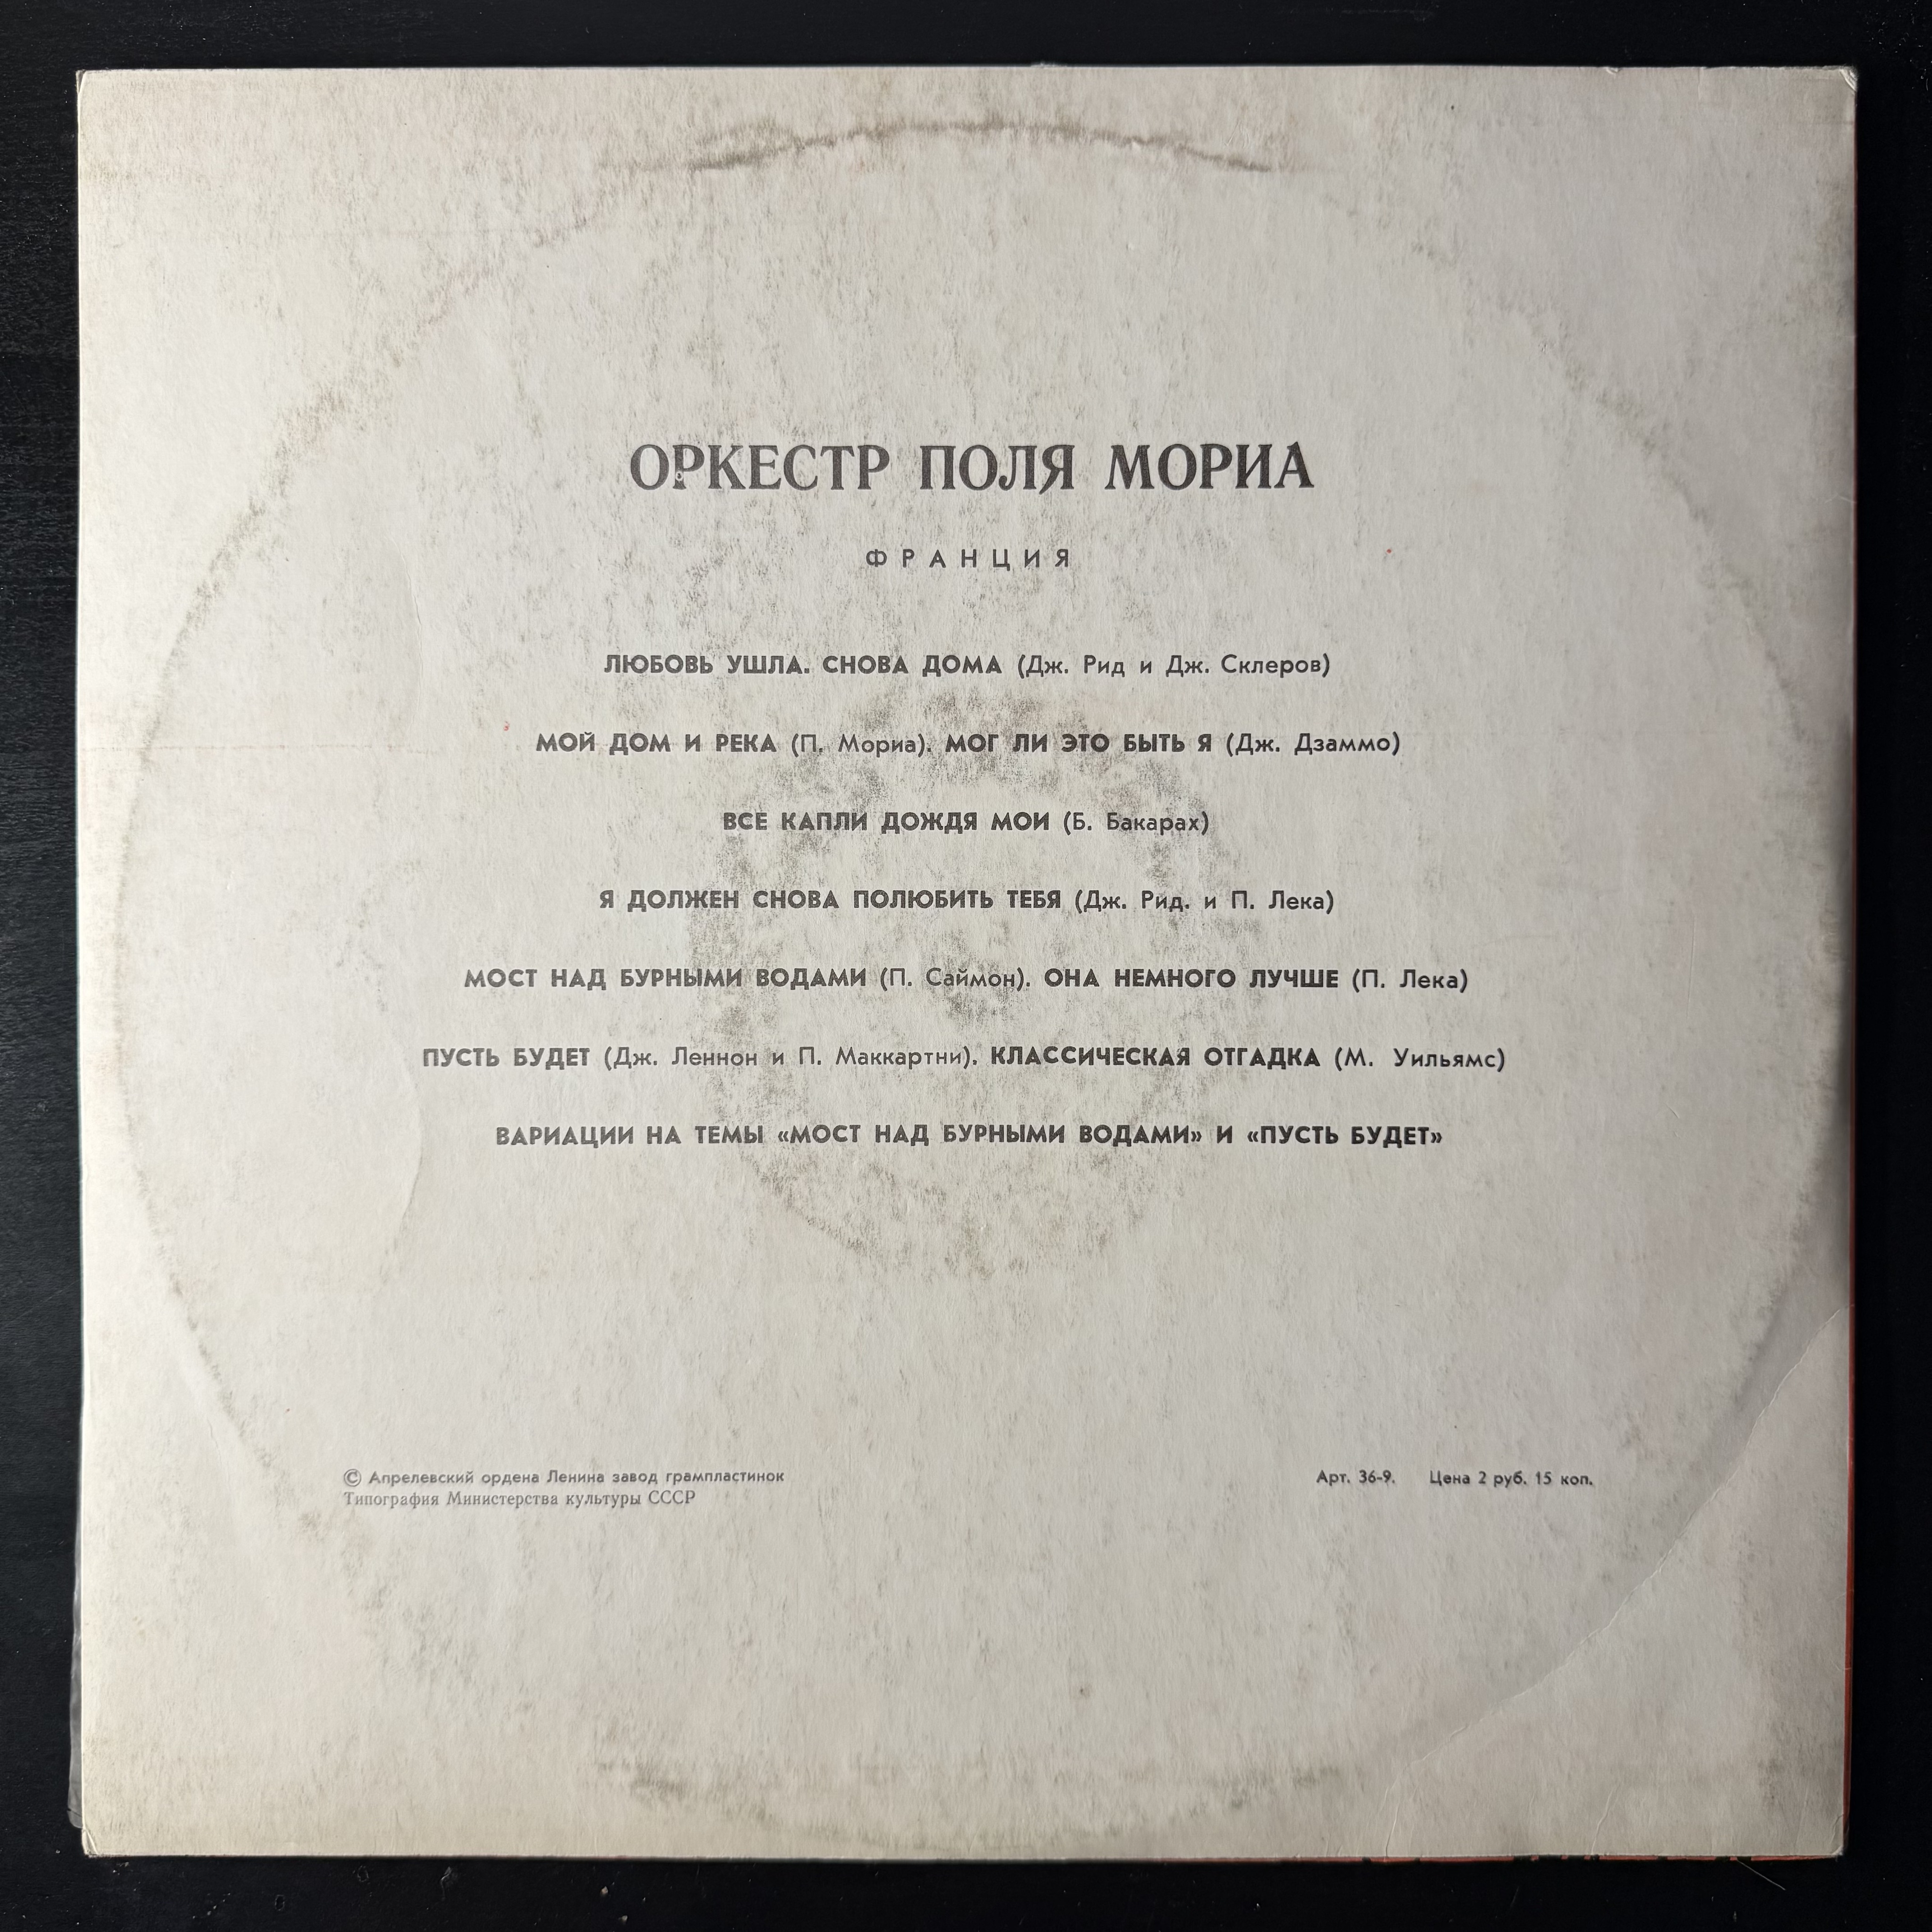 ОРКЕСТР ПОЛЯ МОРИА
ФРАНЦИЯ
ЛЮБОВЬ УШЛА. СНОВА ДОМА (Дж. Рид и Дж. Склеров)
МОЙ ДОМ И РЕКА (П. Мориа). МОГ ЛИ ЭТО БЫТЬ Я (Дж. Дзаммо)
ВСЕ КАПЛИ ДОЖДЯ МОИ (Б. Бакарах)
Я ДОЛЖЕН СНОВА ПОЛЮБИТЬ ТЕБЯ (Дж. Рид. и П. Лека)
МОСТ НАД БУРНЫМИ ВОДАМИ (П. Саймон). ОНА НЕМНОГО ЛУЧШЕ (П. Лека)
ПУСТЬ БУДЕТ (Дж. Леннон и П. Маккартни). КЛАССИЧЕСКАЯ ОТГАДКА (М. Уильямс)
ВАРИАЦИИ НА ТЕМЫ «МОСТ НАД БУРНЫМИ ВОДАМИ» И «ПУСТЬ БУДЕТ»
© Апрелевский ордена Ленина завод грампластинок
Типография Министерства культуры СССР
Арт. 36-9. Цена 2 руб. 15 коп.